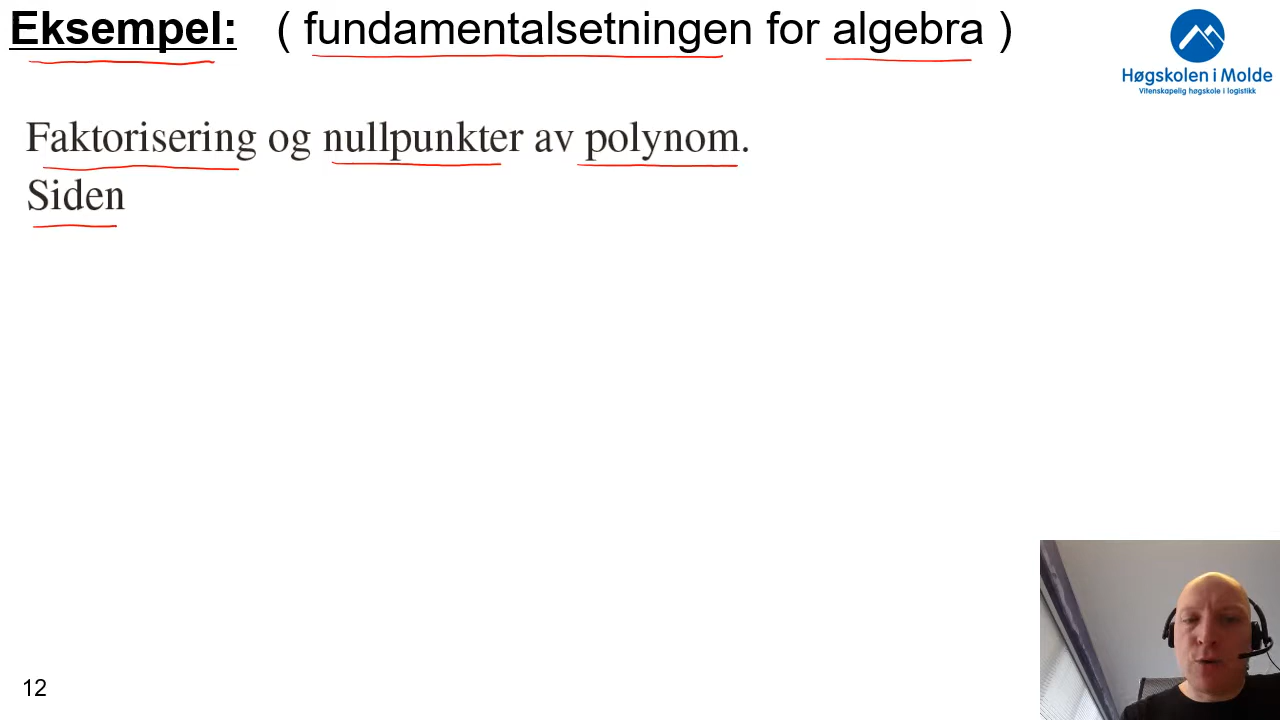 Eksempel: ( fundamentalsetningen for algebra )
Høgskolen i Molde
Vitenskapelig høgskole i logistikk
Faktorisering og nullpunkter av polynom.
Siden
12